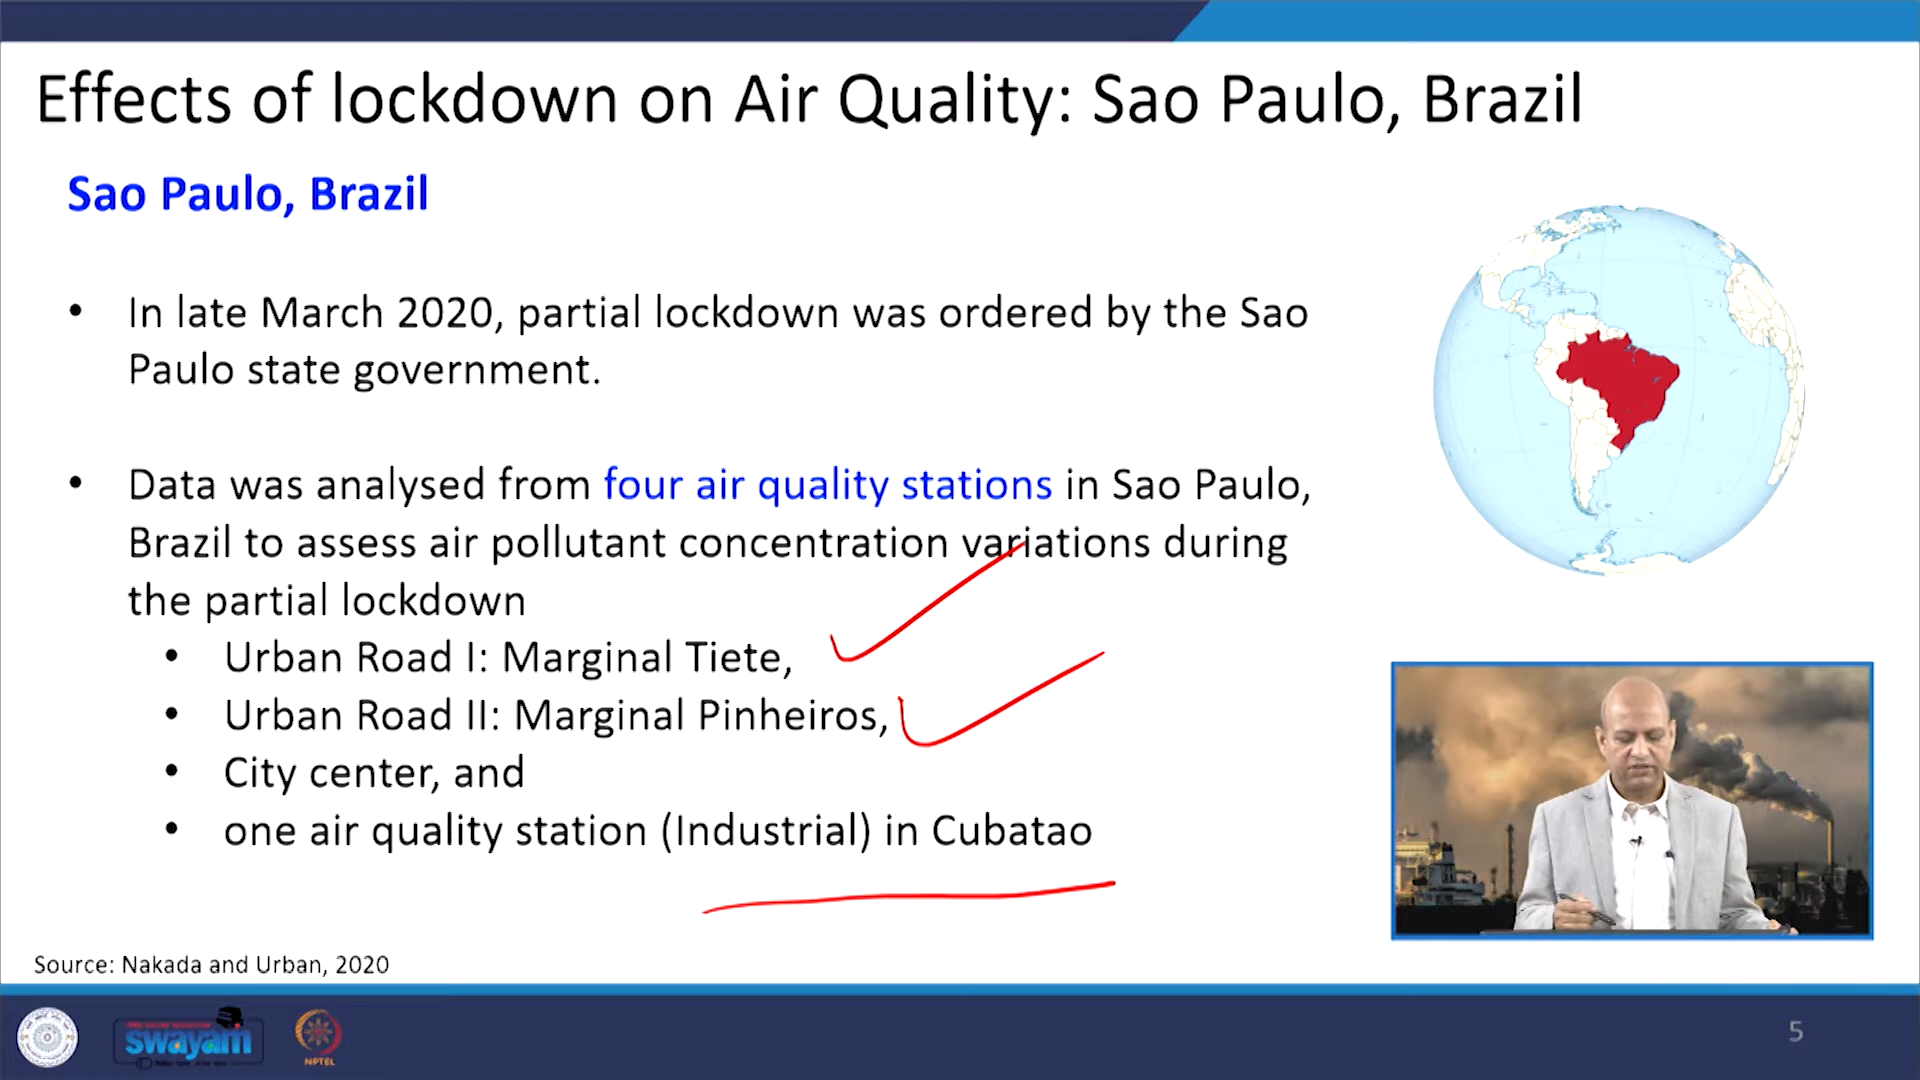 Effects of lockdown on Air Quality: Sao Paulo, Brazil
Sao Paulo, Brazil
• In late March 2020, partial lockdown was ordered by the Sao
Paulo state government.
• Data was analysed from four air quality stations in Sao Paulo,
Brazil to assess air pollutant concentration variations during
the partial lockdown
• Urban Road I: Marginal Tiete,
• Urban Road II: Marginal Pinheiros,
• City center, and
• one air quality station (Industrial) in Cubatao
Source: Nakada and Urban, 2020
swayam
NPTEL
5